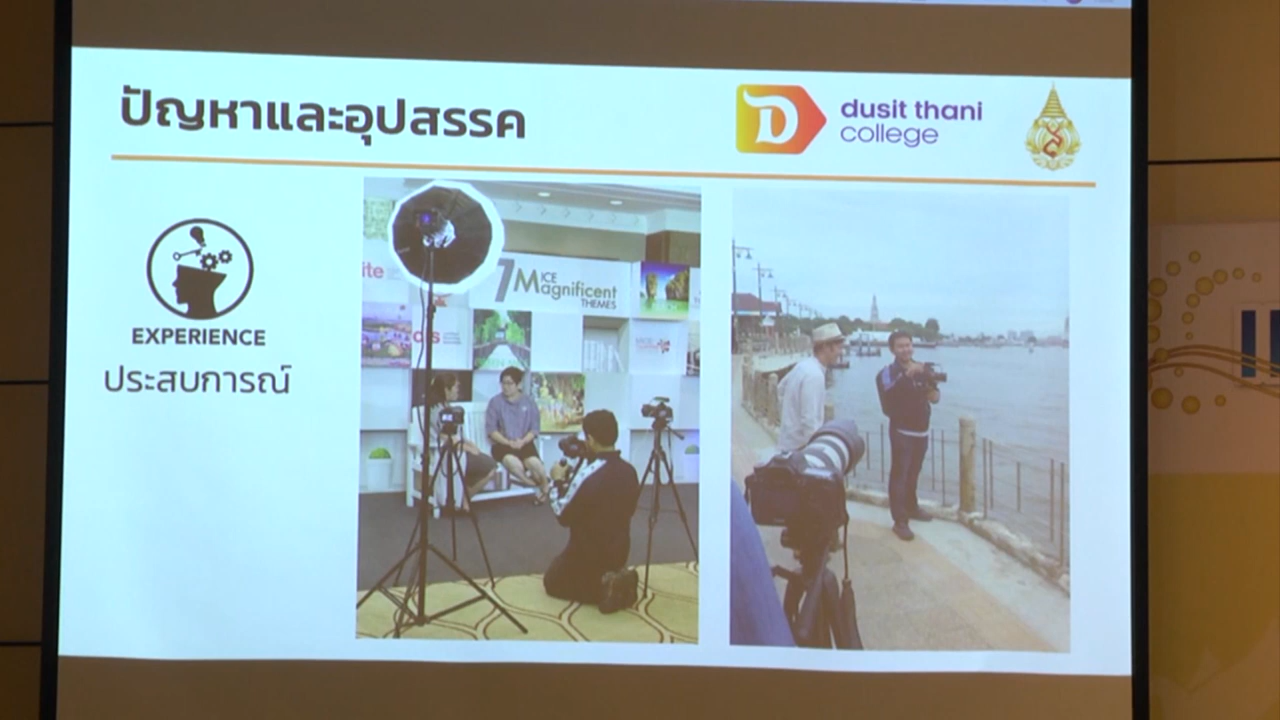 ปัญหาและอุปสรรค
dusit thani
college
EXPERIENCE
ประสบการณ์
ite
7 MICE
Magnificent
THEMES